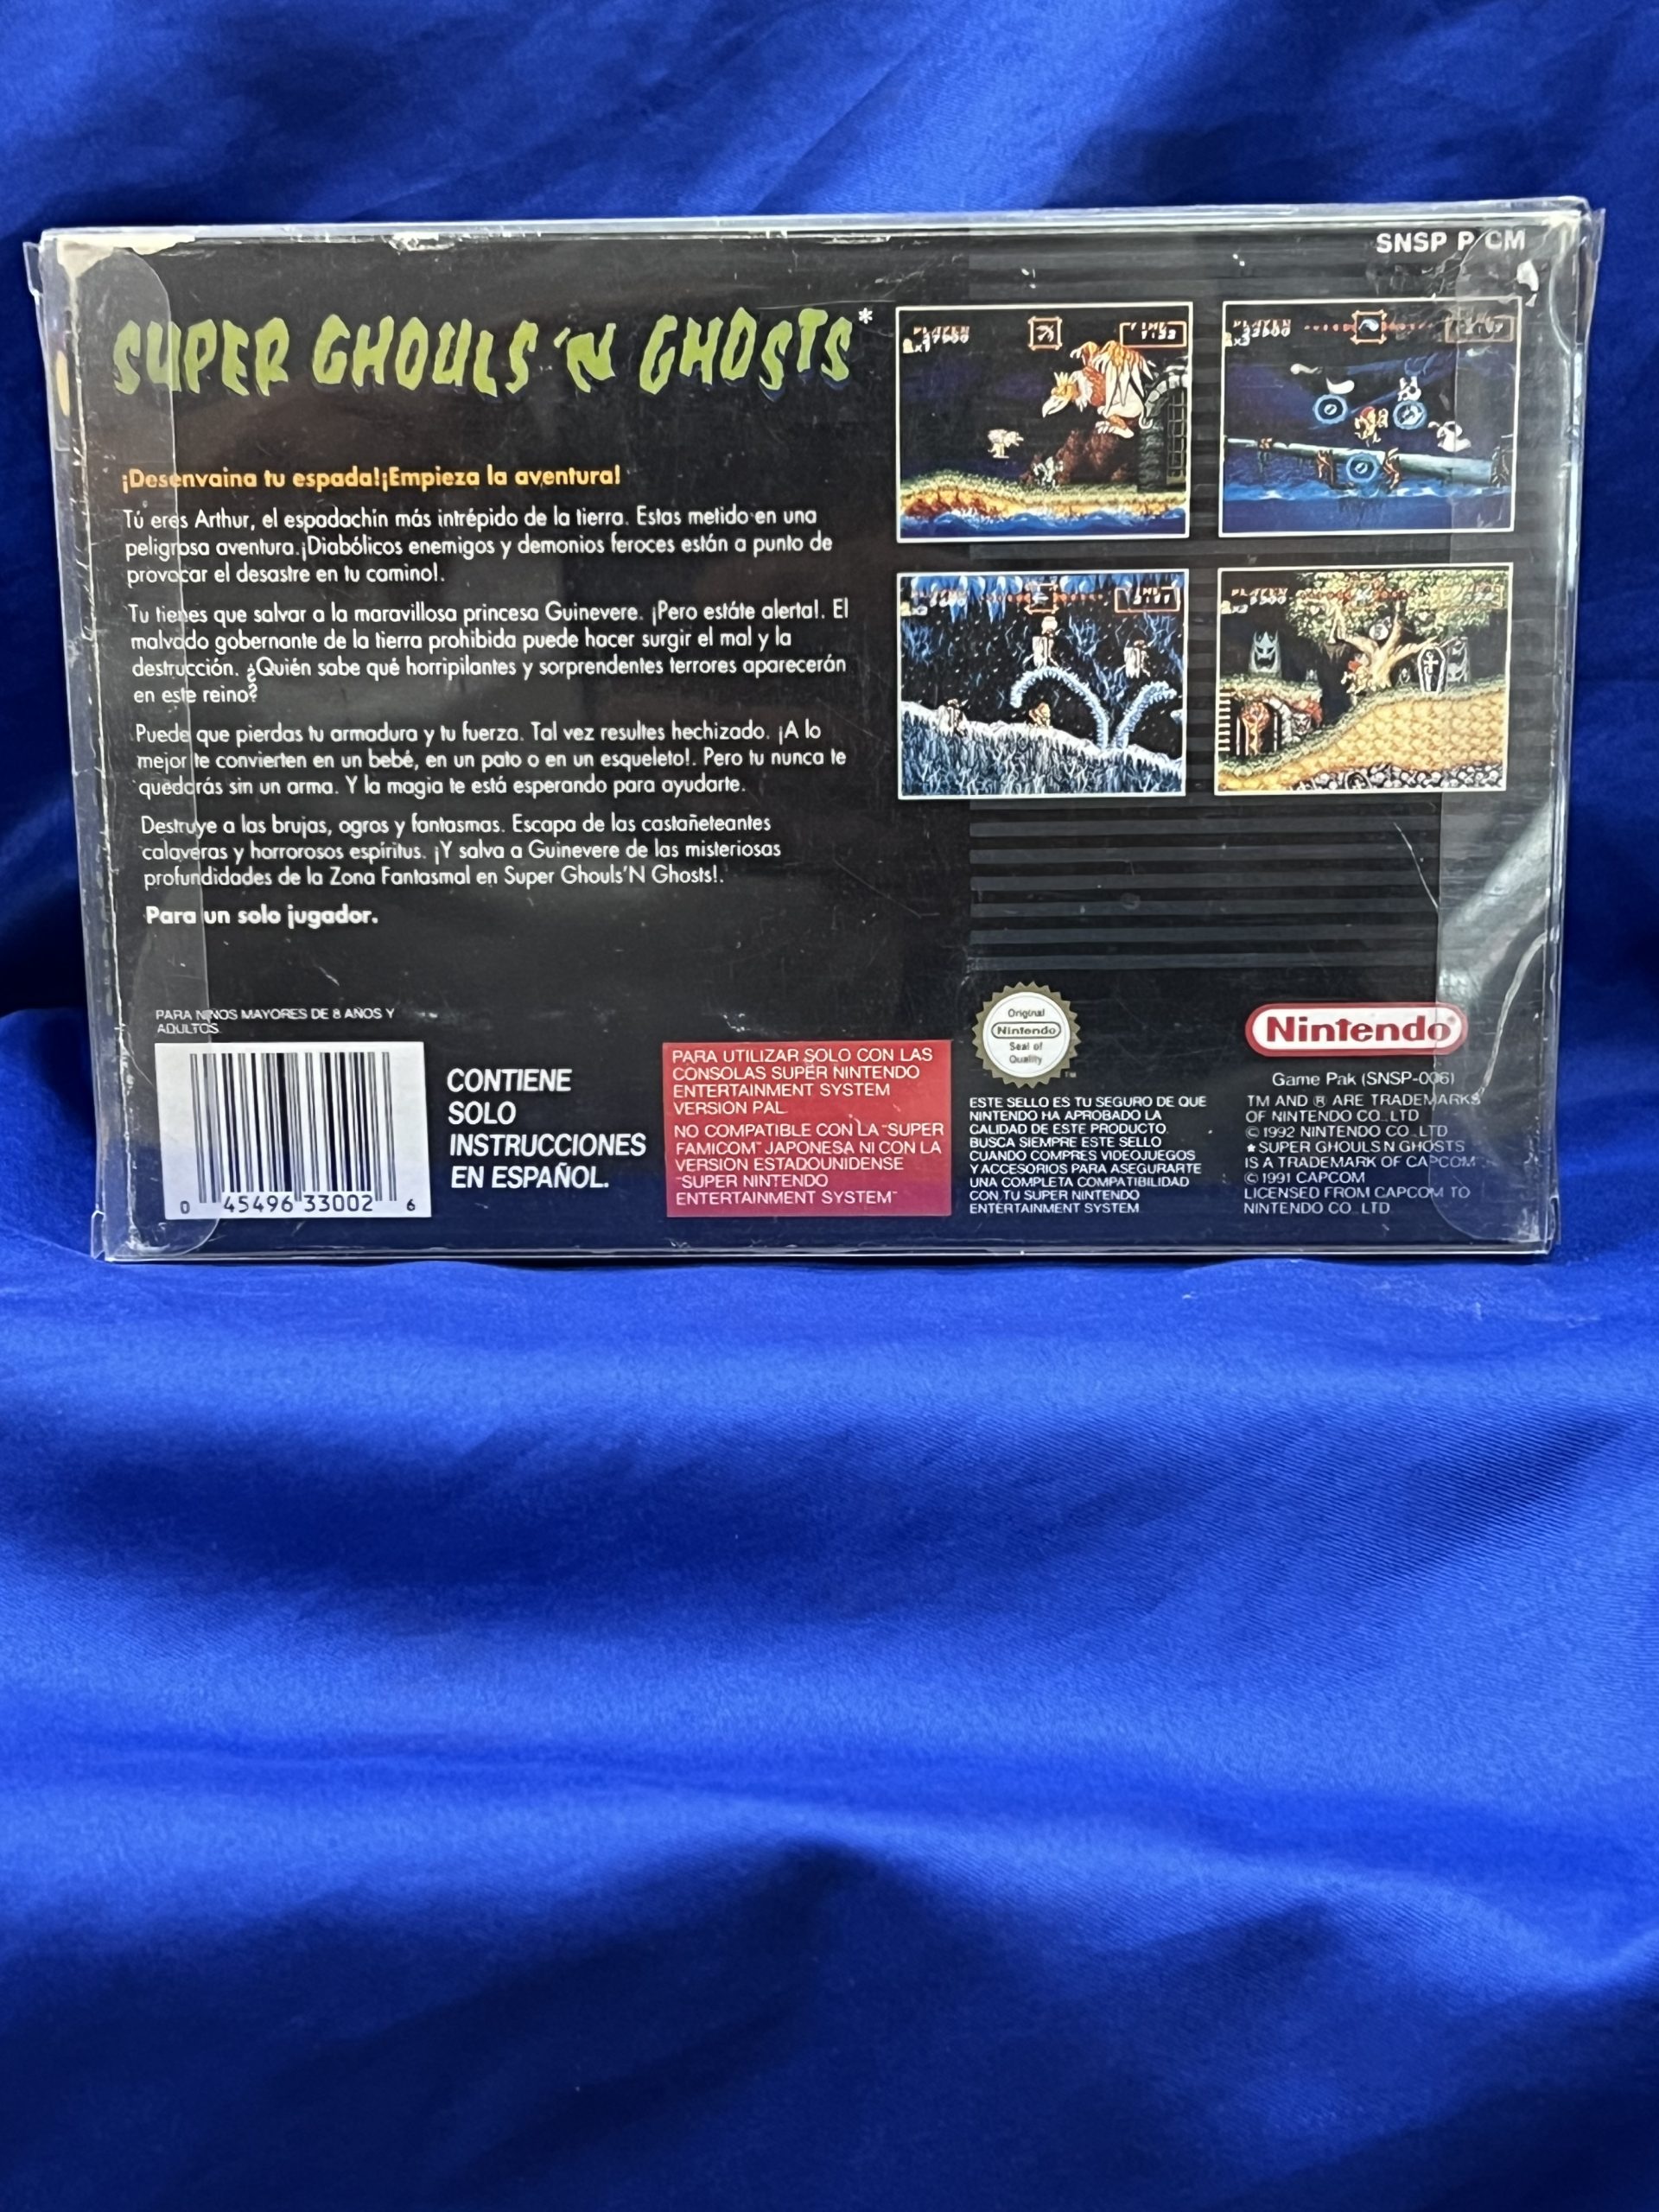 SNSP P CM
SUPER GHOULS 'N GHOSTS*
¡Desenvaina tu espada!¡Empieza la aventura!
Tú eres Arthur, el espadachín más intrépido de la tierra. Estas metido en una
peligrosa aventura.¡Diabólicos enemigos y demonios feroces están a punto de
provocar el desastre en tu camino!.
Tu tienes que salvar a la maravillosa princesa Guinevere. ¡Pero estáte alerta!. El
malvado gobernante de la tierra prohibida puede hacer surgir el mal y la
destrucción. ¿Quién sabe qué horripilantes y sorprendentes terrores aparecerán
en este reino?
Puede que pierdas tu armadura y tu fuerza. Tal vez resultes hechizado. ¡A lo
mejor te convierten en un bebé, en un pato o en un esqueleto!. Pero tu nunca te
quedarás sin un arma. Y la magia te está esperando para ayudarte.
Destruye a las brujas, ogros y fantasmas. Escapa de las castañeteantes
calaveras y horrorosos espíritus. ¡Y salva a Guinevere de las misteriosas
profundidades de la Zona Fantasmal en Super Ghouls'N Ghosts!.
Para un solo jugador.
PARA NIÑOS MAYORES DE 8 AÑOS Y
ADULTOS.
0 45496 33002 6
CONTIENE
SOLO
INSTRUCCIONES
EN ESPAÑOL.
PARA UTILIZAR SOLO CON LAS
CONSOLAS SUPER NINTENDO
ENTERTAINMENT SYSTEM
VERSION PAL.
NO COMPATIBLE CON LA "SUPER
FAMICOM" JAPONESA NI CON LA
VERSION ESTADOUNIDENSE
"SUPER NINTENDO
ENTERTAINMENT SYSTEM"
Original
Nintendo
Seal of
Quality
TM
ESTE SELLO ES TU SEGURO DE QUE
NINTENDO HA APROBADO LA
CALIDAD DE ESTE PRODUCTO.
BUSCA SIEMPRE ESTE SELLO
CUANDO COMPRES VIDEOJUEGOS
Y ACCESORIOS PARA ASEGURARTE
UNA COMPLETA COMPATIBILIDAD
CON TU SUPER NINTENDO
ENTERTAINMENT SYSTEM
Nintendo
Game Pak (SNSP-006)
TM AND ® ARE TRADEMARKS
OF NINTENDO CO., LTD
© 1992 NINTENDO CO., LTD
★ SUPER GHOULS N GHOSTS
IS A TRADEMARK OF CAPCOM
© 1991 CAPCOM
LICENSED FROM CAPCOM TO
NINTENDO CO., LTD.